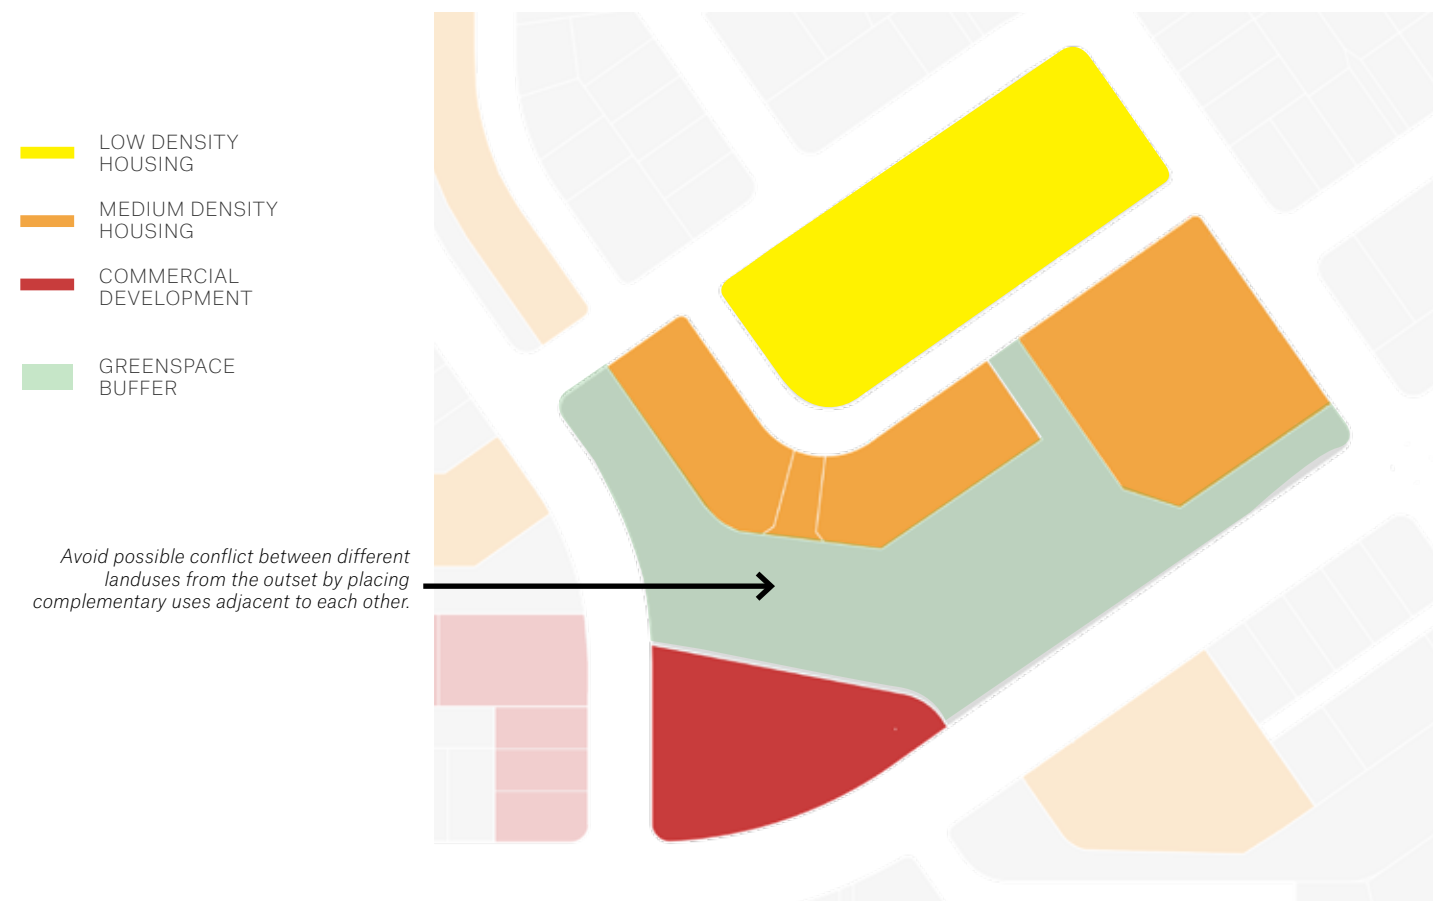 LOW DENSITY
HOUSING
MEDIUM DENSITY
HOUSING
COMMERCIAL
DEVELOPMENT
GREENSPACE
BUFFER
Avoid possible conflict between different
landuses from the outset by placing
complementary uses adjacent to each other.